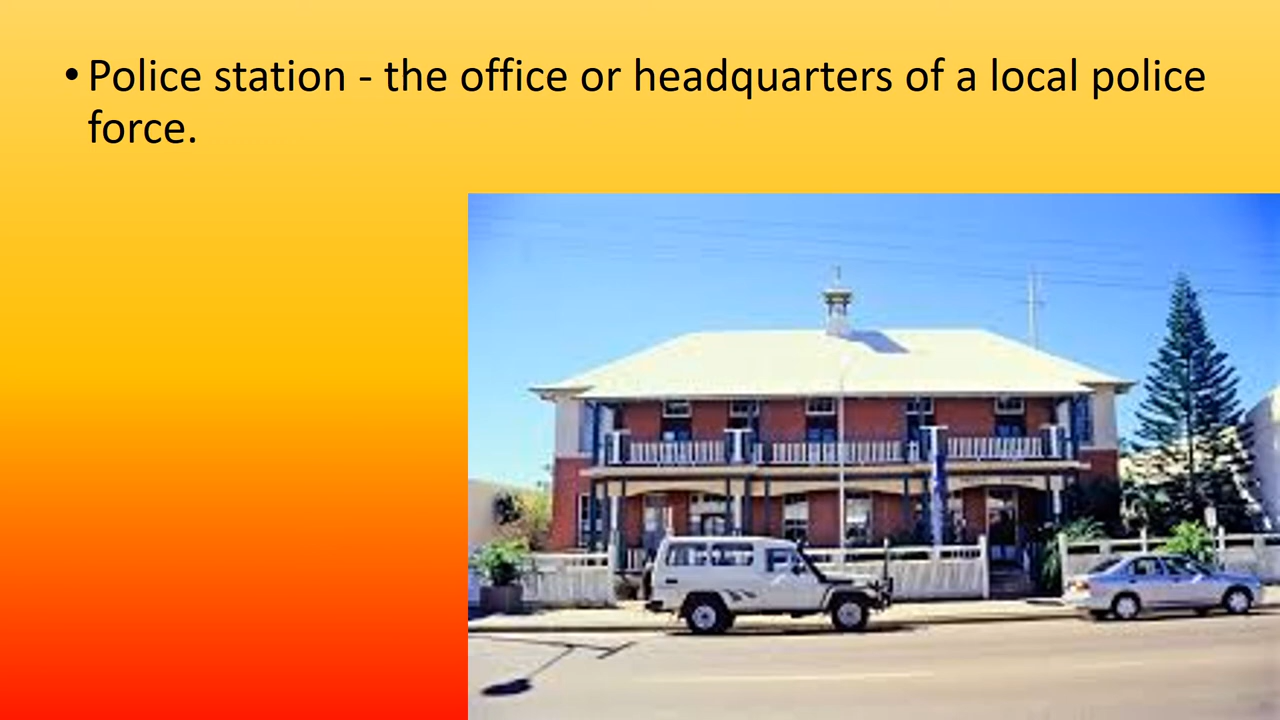 • Police station - the office or headquarters of a local police
force.